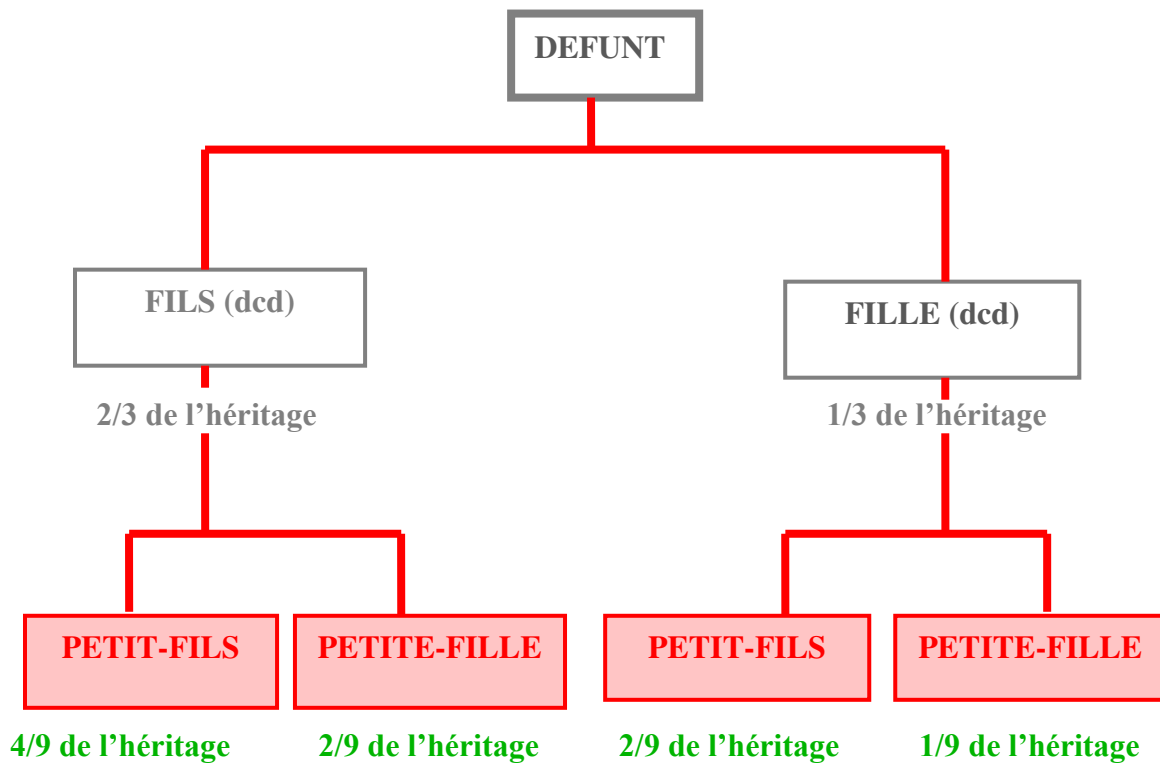 DEFUNT
FILS (dcd)
FILLE (dcd)
2/3 de l’héritage
1/3 de l’héritage
PETIT-FILS
PETITE-FILLE
PETIT-FILS
PETITE-FILLE
4/9 de l’héritage
2/9 de l’héritage
2/9 de l’héritage
1/9 de l’héritage